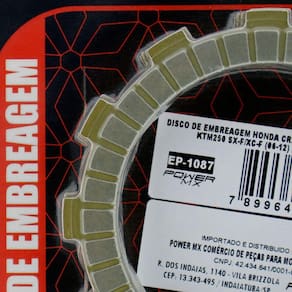 DE EMBREAGEM
DISCO DE EMBREAGEM HONDA CR
KTM250 SX-F/XC-F (06-12)
EP-1087
POWER
MX
7 89964
IMPORTADO E DISTRIBUIDO
POWER MX COMÉRCIO DE PEÇAS PARA MO
CNPJ: 42.434.641/0001-
R. DOS INDAIÁS, 1140 - VILA BRIZZOLA
CEP. 13.343-495 / INDAIATUBA-SP